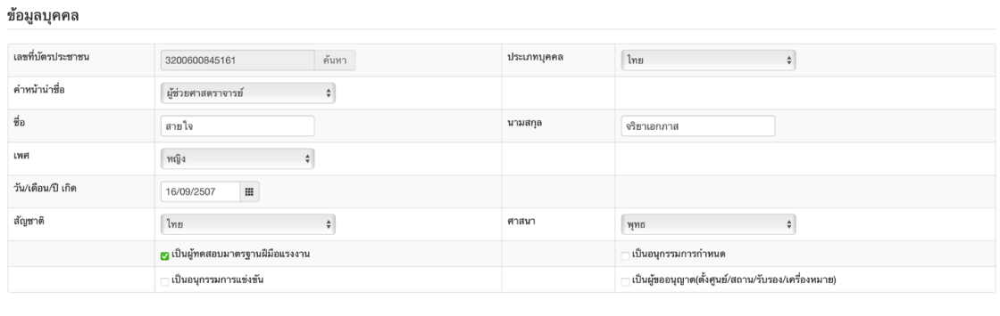 ข้อมูลบุคคล
เลขที่บัตรประชาชน 3200600845161 ค้นหา ประเภทบุคคล ไทย
คำหน้านำชื่อ ผู้ช่วยศาสตราจารย์
ชื่อ สายใจ นามสกุล จริยาเอกภาส
เพศ หญิง
วัน/เดือน/ปี เกิด 16/09/2507
สัญชาติ ไทย ศาสนา พุทธ
เป็นผู้ทดสอบมาตรฐานฝีมือแรงงาน เป็นอนุกรรมการกำหนด
เป็นอนุกรรมการแข่งขัน เป็นผู้ขออนุญาต(ตั้งศูนย์/สถาน/รับรอง/เครื่องหมาย)